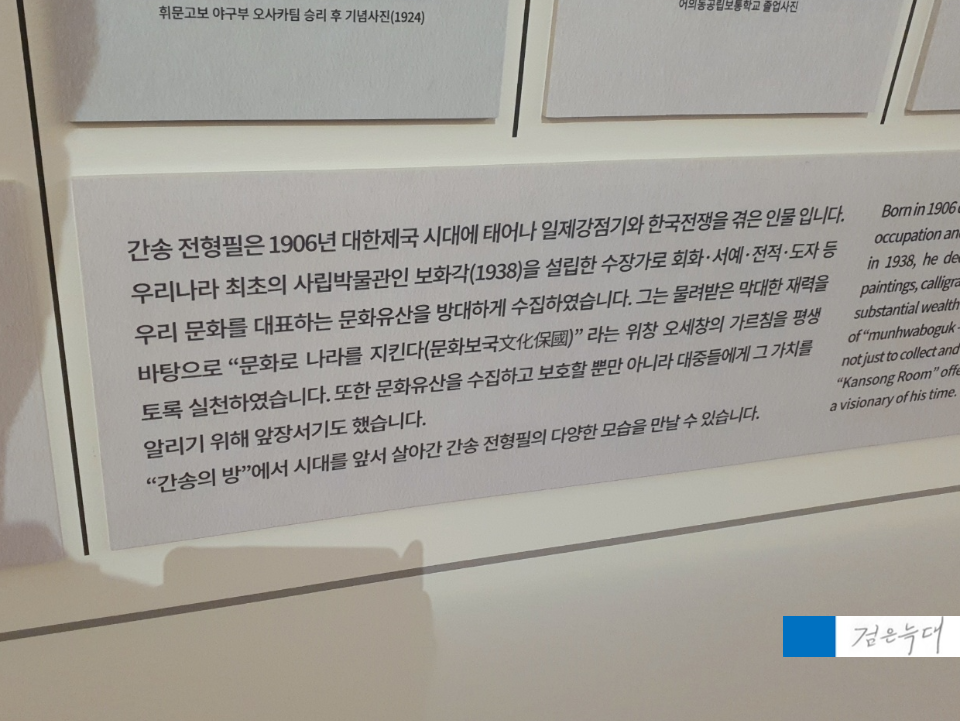 휘문고보 야구부 오사카팀 승리 후 기념사진(1924)
어의동공립보통학교 졸업사진
간송 전형필은 1906년 대한제국 시대에 태어나 일제강점기와 한국전쟁을 겪은 인물 입니다.
우리나라 최초의 사립박물관인 보화각(1938)을 설립한 수장가로 회화·서예·전적·도자 등
우리 문화를 대표하는 문화유산을 방대하게 수집하였습니다. 그는 물려받은 막대한 재력을
바탕으로 “문화로 나라를 지킨다(문화보국文化保國)” 라는 위창 오세창의 가르침을 평생
토록 실천하였습니다. 또한 문화유산을 수집하고 보호할 뿐만 아니라 대중들에게 그 가치를
알리기 위해 앞장서기도 했습니다.
“간송의 방”에서 시대를 앞서 살아간 간송 전형필의 다양한 모습을 만날 수 있습니다.
Born in 1906
occupation and
in 1938, he
paintings,
substantial wealth
of “munhwaboguk
not just to collect and
“Kansong Room”
a visionary of his time.
검은늑대